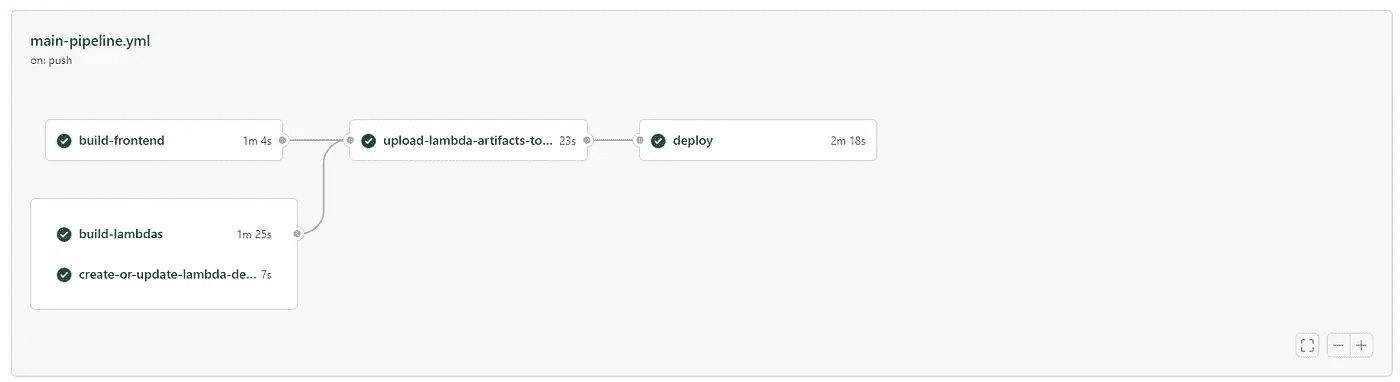 main-pipeline.yml
on: push
build-frontend 1m 4s
upload-lambda-artifacts-to... 23s
deploy 2m 18s
build-lambdas 1m 25s
create-or-update-lambda-de... 7s